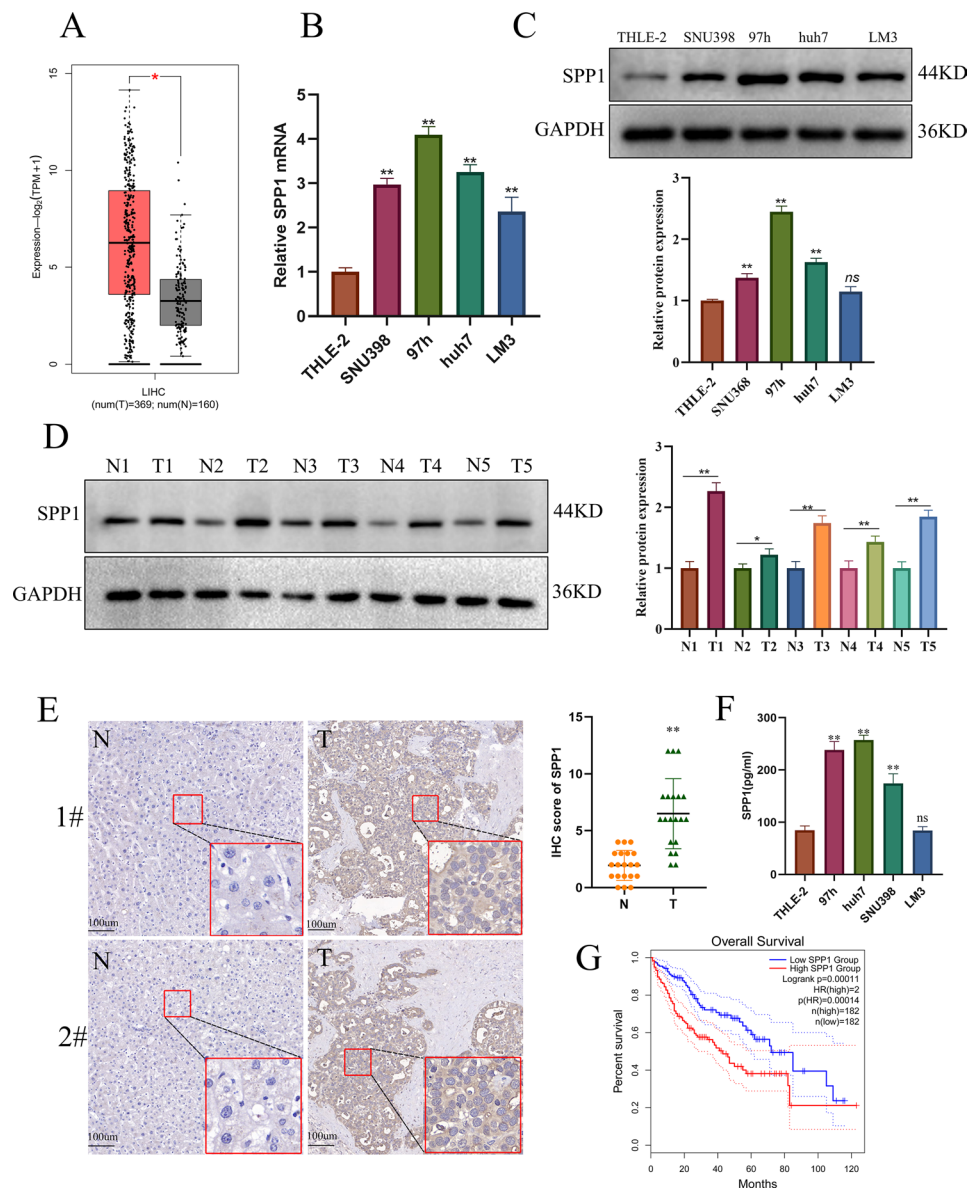 A
15
10
5
0
Expression—log2(TPM+1)
*
LIHC
(num(T)=369; num(N)=160)
B
Relative SPP1 mRNA
5
4
3
2
1
0
**
**
**
**
THLE-2
SNU398
97h
huh7
LM3
C
THLE-2 SNU398 97h huh7 LM3
SPP1 44KD
GAPDH 36KD
Relative protein expression
3
2
1
0
**
**
**
ns
THLE-2
SNU368
97h
huh7
LM3
D
N1 T1 N2 T2 N3 T3 N4 T4 N5 T5
SPP1 44KD
GAPDH 36KD
Relative protein expression
3
2
1
0
**
*
**
**
**
N1 T1 N2 T2 N3 T3 N4 T4 N5 T5
E
1#
N
100um
T
100um
2#
N
100um
T
100um
IHC score of SPP1
15
10
5
0
**
N T
F
SPP1(pg/ml)
300
200
100
0
**
**
**
ns
THLE-2
97h
huh7
SNU398
LM3
G
Overall Survival
Low SPP1 Group
High SPP1 Group
Logrank p=0.00011
HR(high)=2
p(HR)=0.00014
n(high)=182
n(low)=182
Percent survival
1.0
0.8
0.6
0.4
0.2
0.0
0 20 40 60 80 100 120
Months